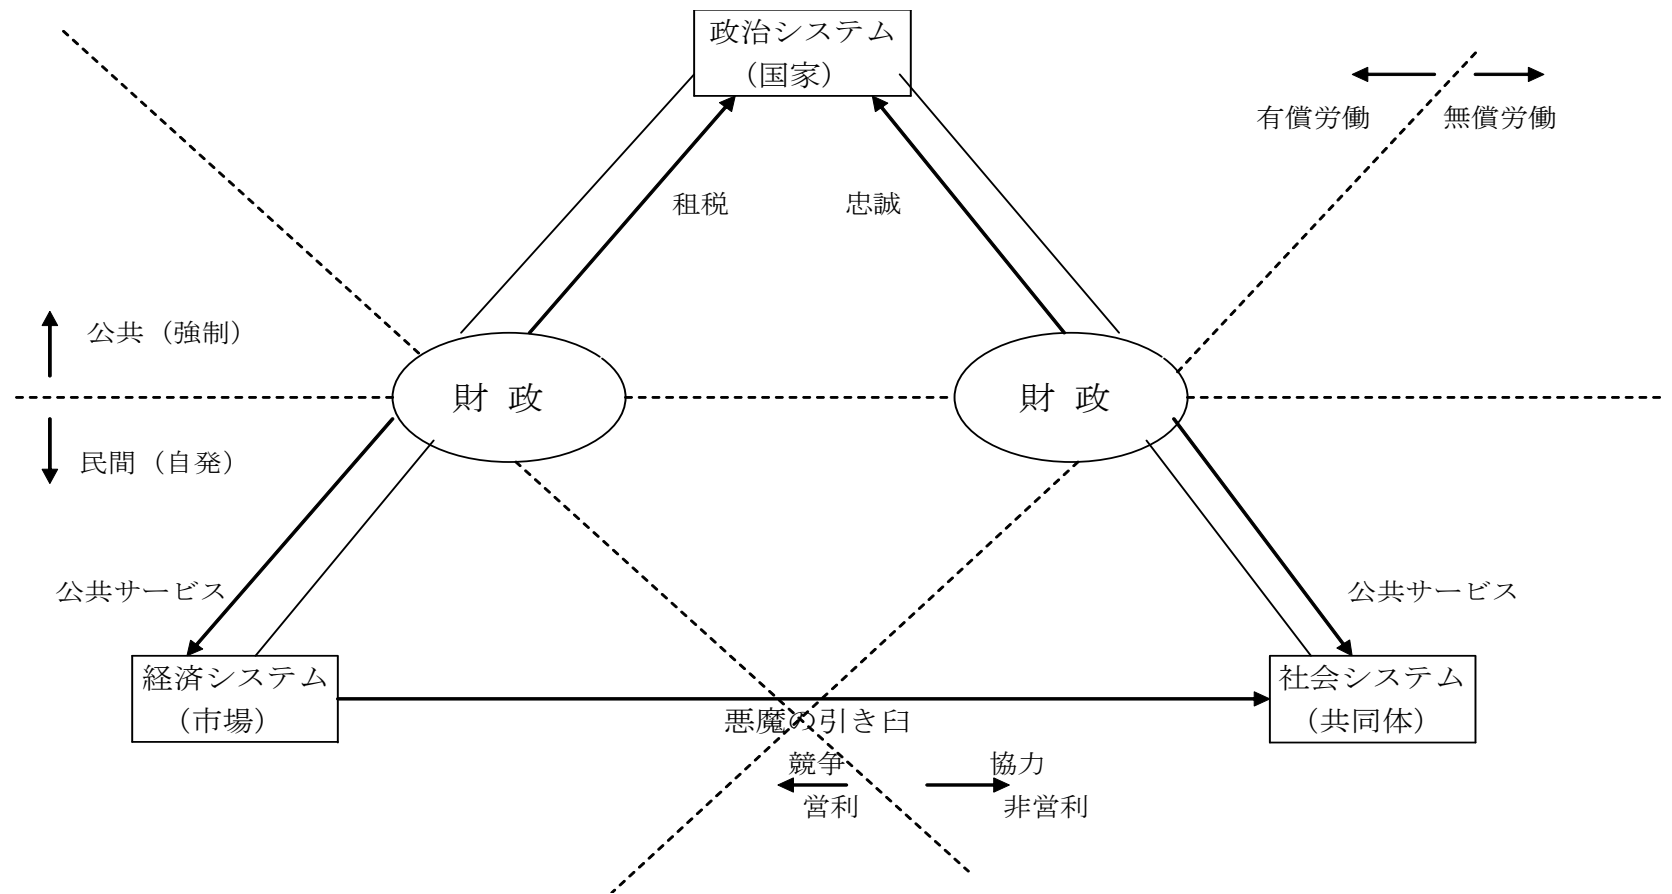 政治システム
（国家）
有償労働
無償労働
租税
忠誠
公共（強制）
財 政
財 政
民間（自発）
公共サービス
公共サービス
経済システム
（市場）
社会システム
（共同体）
悪魔の引き臼
競争
協力
営利
非営利